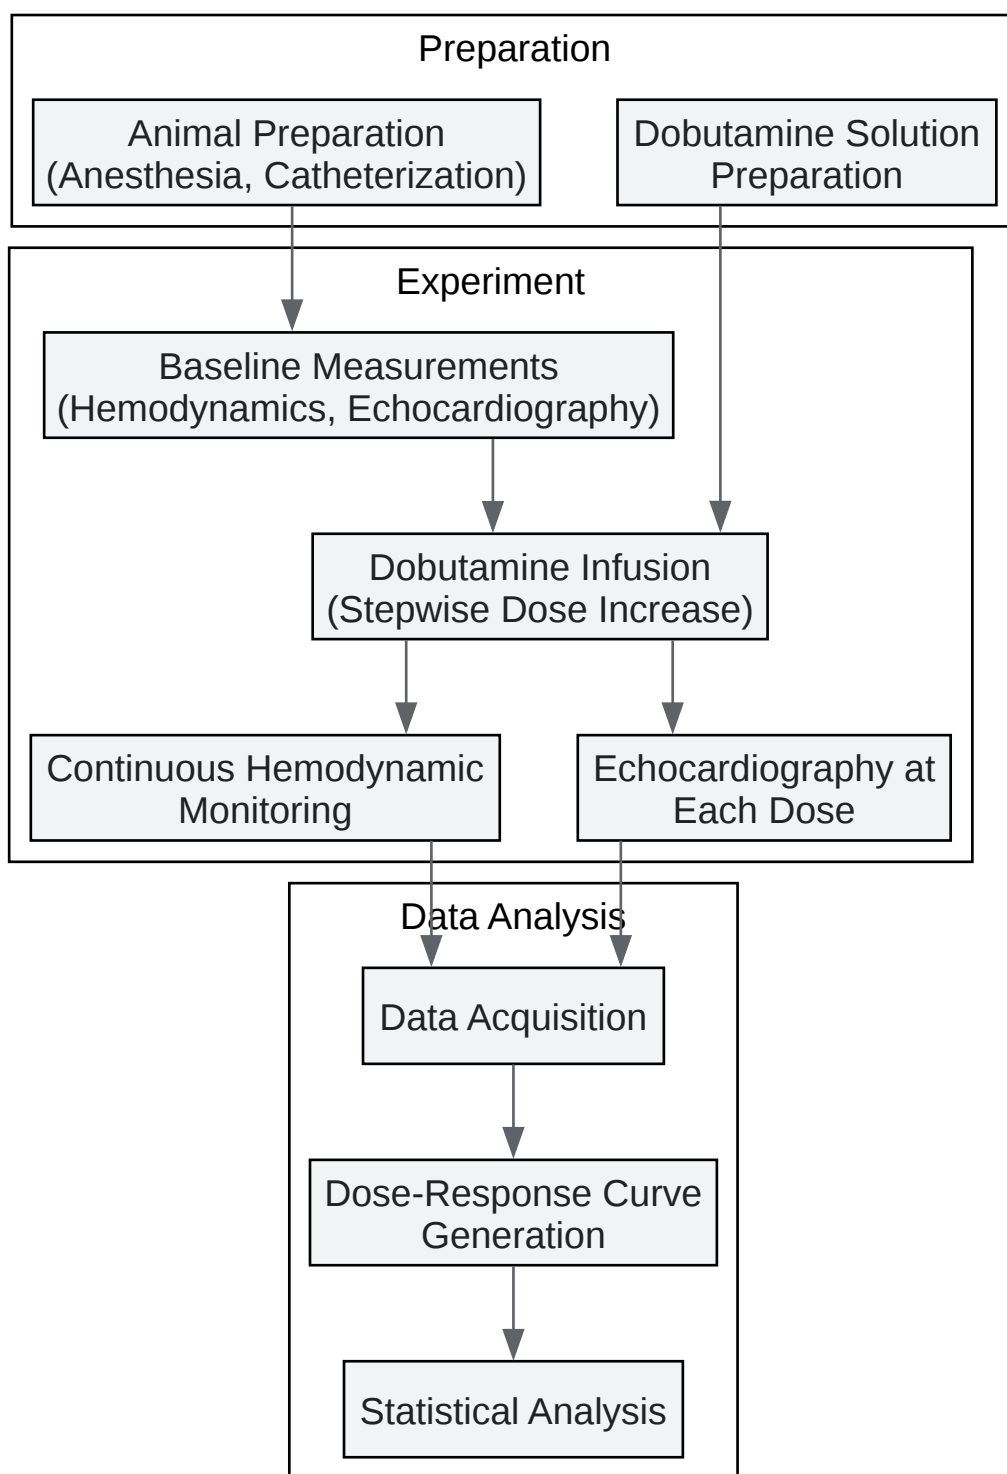 Preparation
Animal Preparation
(Anesthesia, Catheterization)
Dobutamine Solution
Preparation
Experiment
Baseline Measurements
(Hemodynamics, Echocardiography)
Dobutamine Infusion
(Stepwise Dose Increase)
Continuous Hemodynamic
Monitoring
Echocardiography at
Each Dose
Data Analysis
Data Acquisition
Dose-Response Curve
Generation
Statistical Analysis